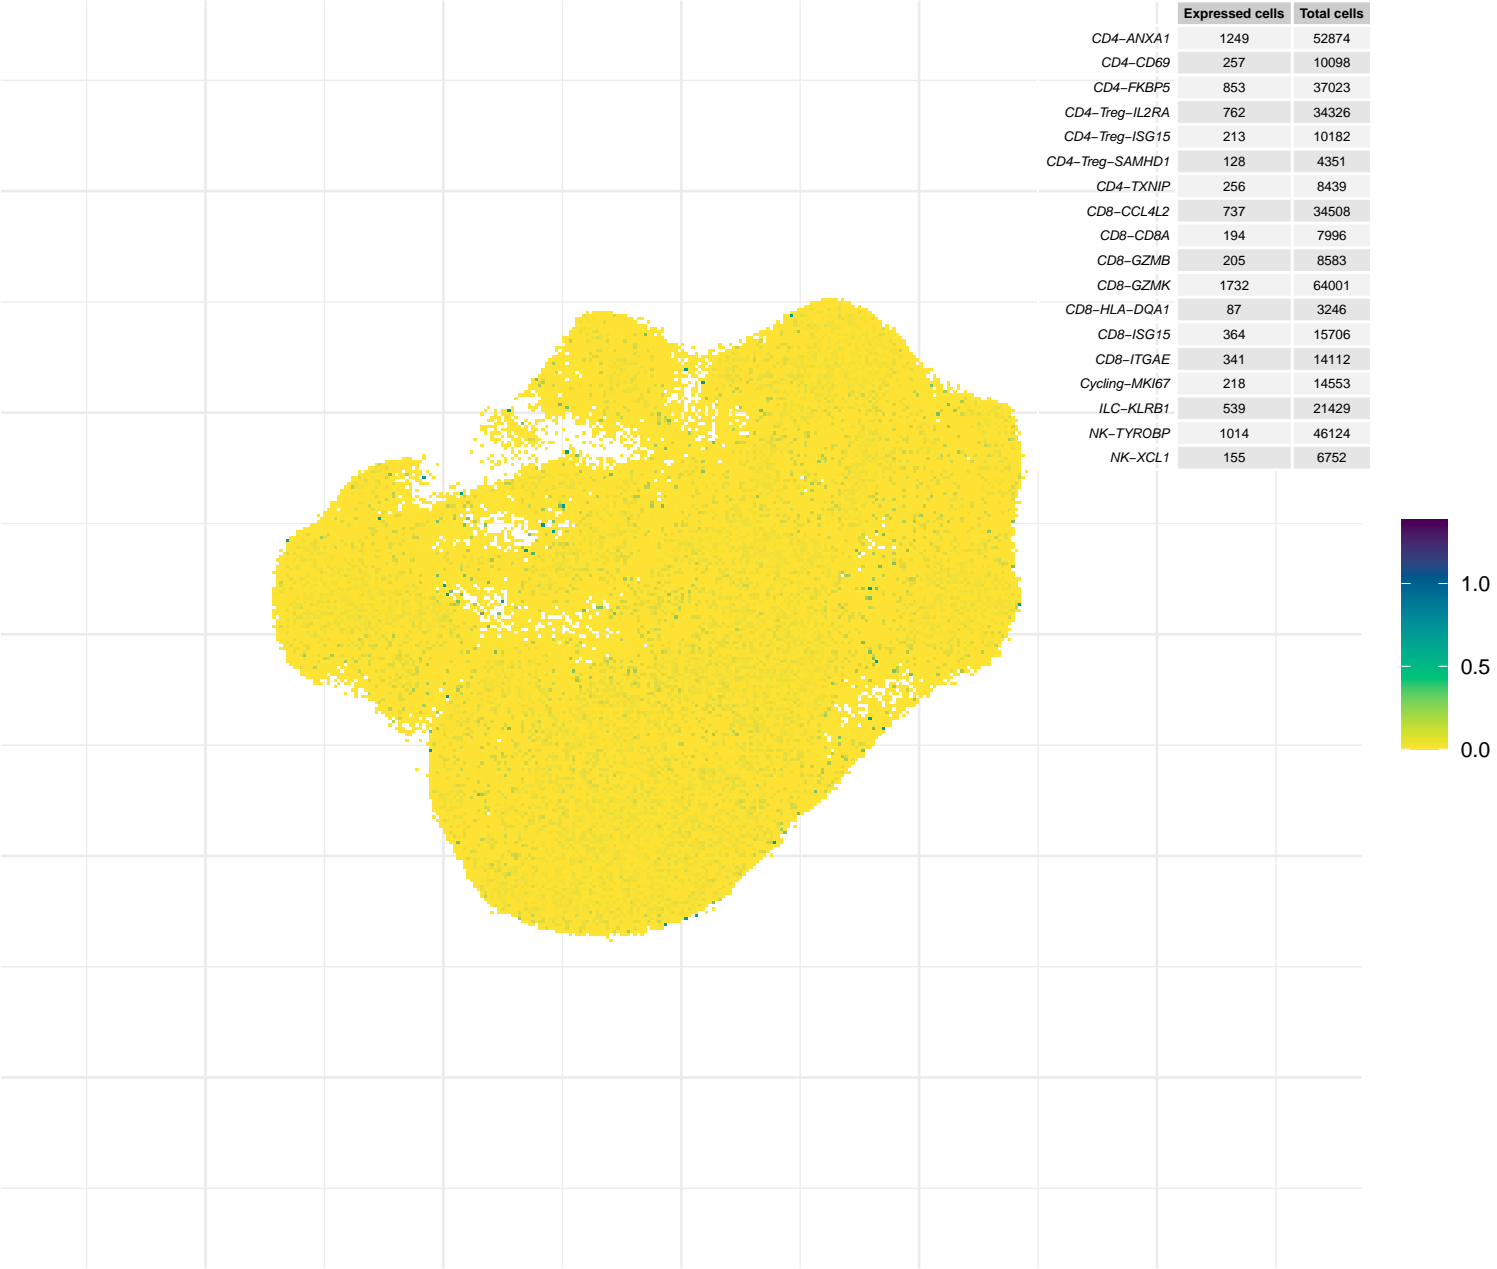 Expressed cells Total cells
CD4−ANXA1 1249 52874
CD4−CD69 257 10098
CD4−FKBP5 853 37023
CD4−Treg−IL2RA 762 34326
CD4−Treg−ISG15 213 10182
CD4−Treg−SAMHD1 128 4351
CD4−TXNIP 256 8439
CD8−CCL4L2 737 34508
CD8−CD8A 194 7996
CD8−GZMB 205 8583
CD8−GZMK 1732 64001
CD8−HLA−DQA1 87 3246
CD8−ISG15 364 15706
CD8−ITGAE 341 14112
Cycling−MKI67 218 14553
ILC−KLRB1 539 21429
NK−TYROBP 1014 46124
NK−XCL1 155 6752
1.0
0.5
0.0